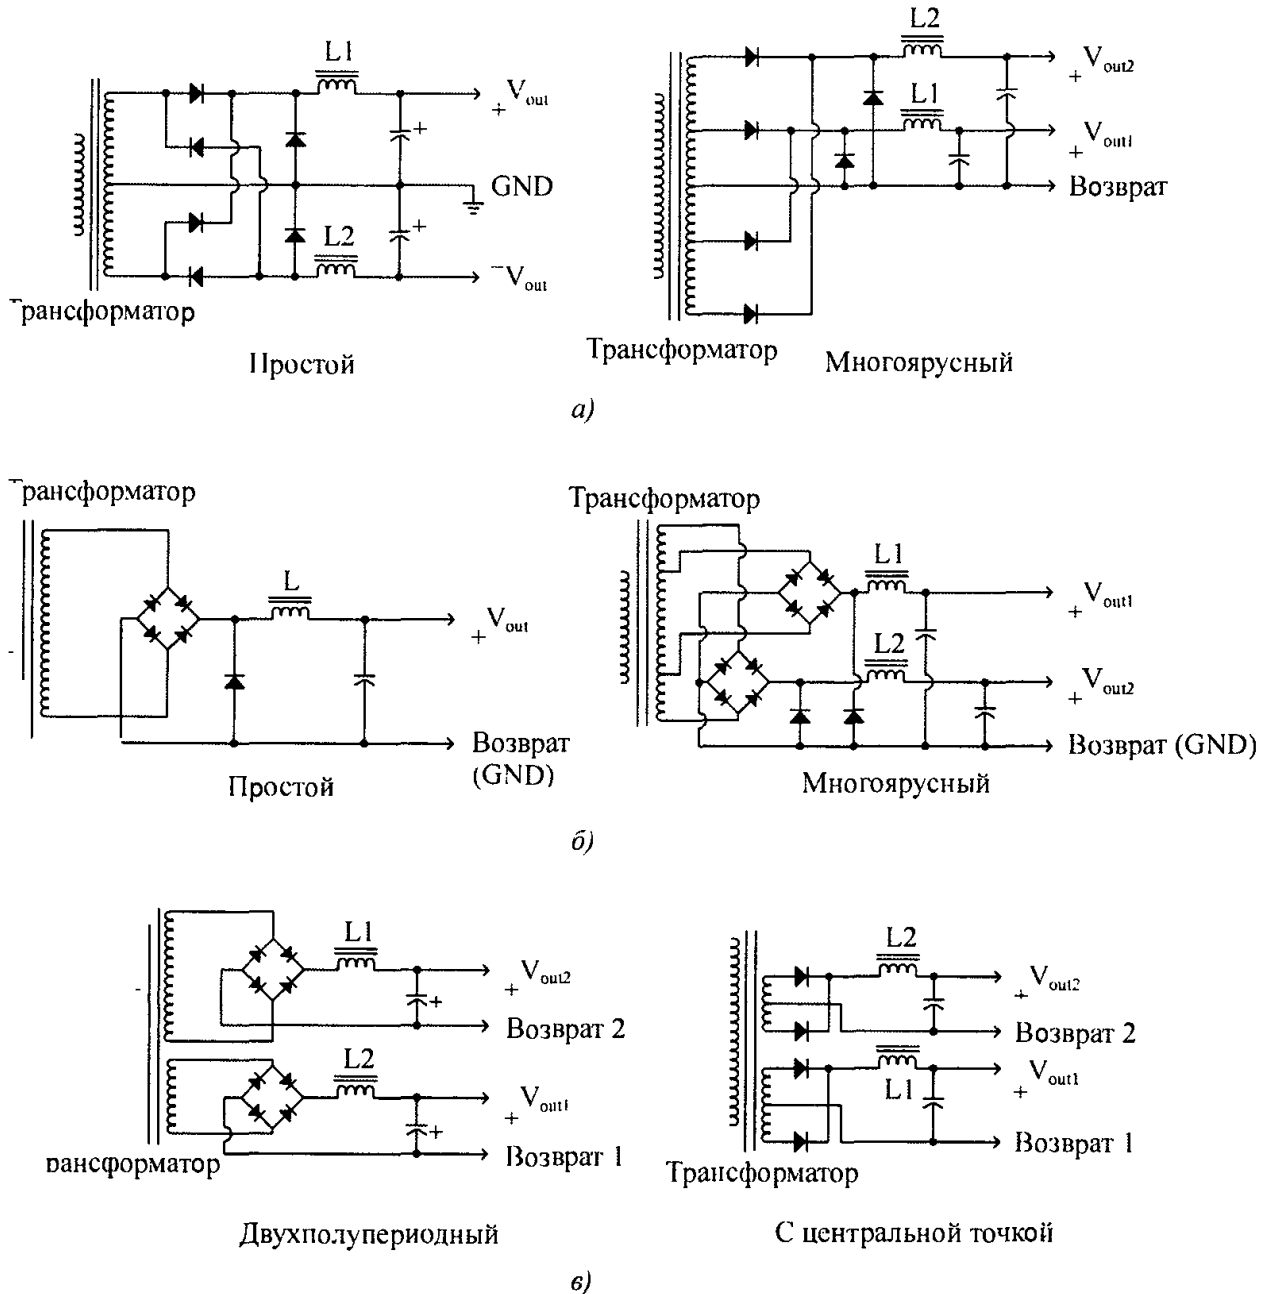 L1
+ Vout
GND
L2
−Vout
Трансформатор
Простой
L2
+ Vout2
L1
+ Vout1
Возврат
Трансформатор
Многоярусный
а)
Трансформатор
L
+ Vout
Возврат
(GND)
Простой
Трансформатор
L1
+ Vout1
L2
+ Vout2
Возврат (GND)
Многоярусный
б)
L1
+ Vout2
+
Возврат 2
L2
+ Vout1
+
Возврат 1
рансформатор
Двухполупериодный
L2
+ Vout2
Возврат 2
L1
+ Vout1
Возврат 1
Трансформатор
С центральной точкой
в)